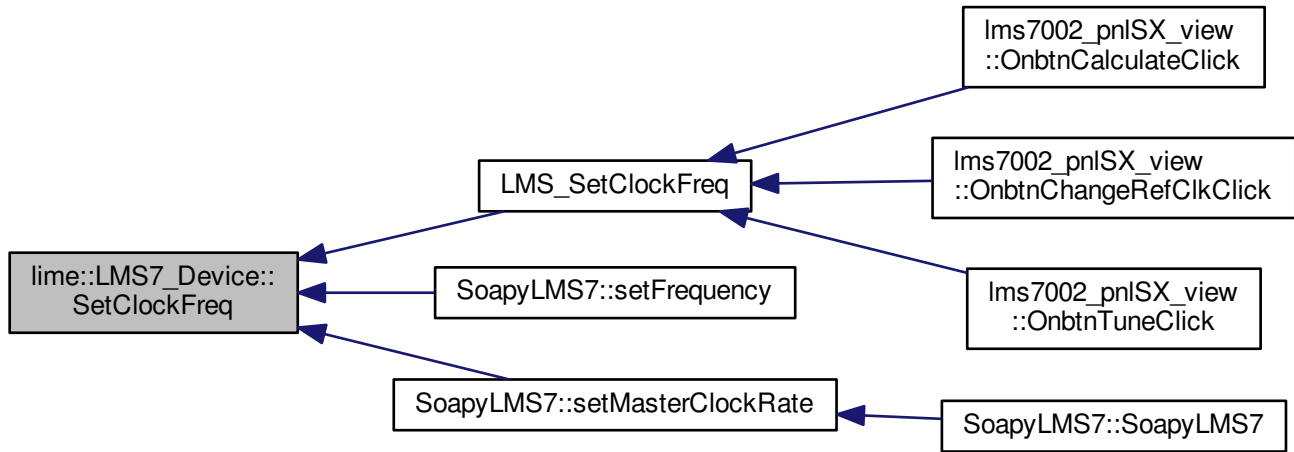 lms7002_pnlSX_view
::OnbtnCalculateClick
lms7002_pnlSX_view
::OnbtnChangeRefClkClick
LMS_SetClockFreq
lime::LMS7_Device::
SetClockFreq
SoapyLMS7::setFrequency
lms7002_pnlSX_view
::OnbtnTuneClick
SoapyLMS7::setMasterClockRate
SoapyLMS7::SoapyLMS7